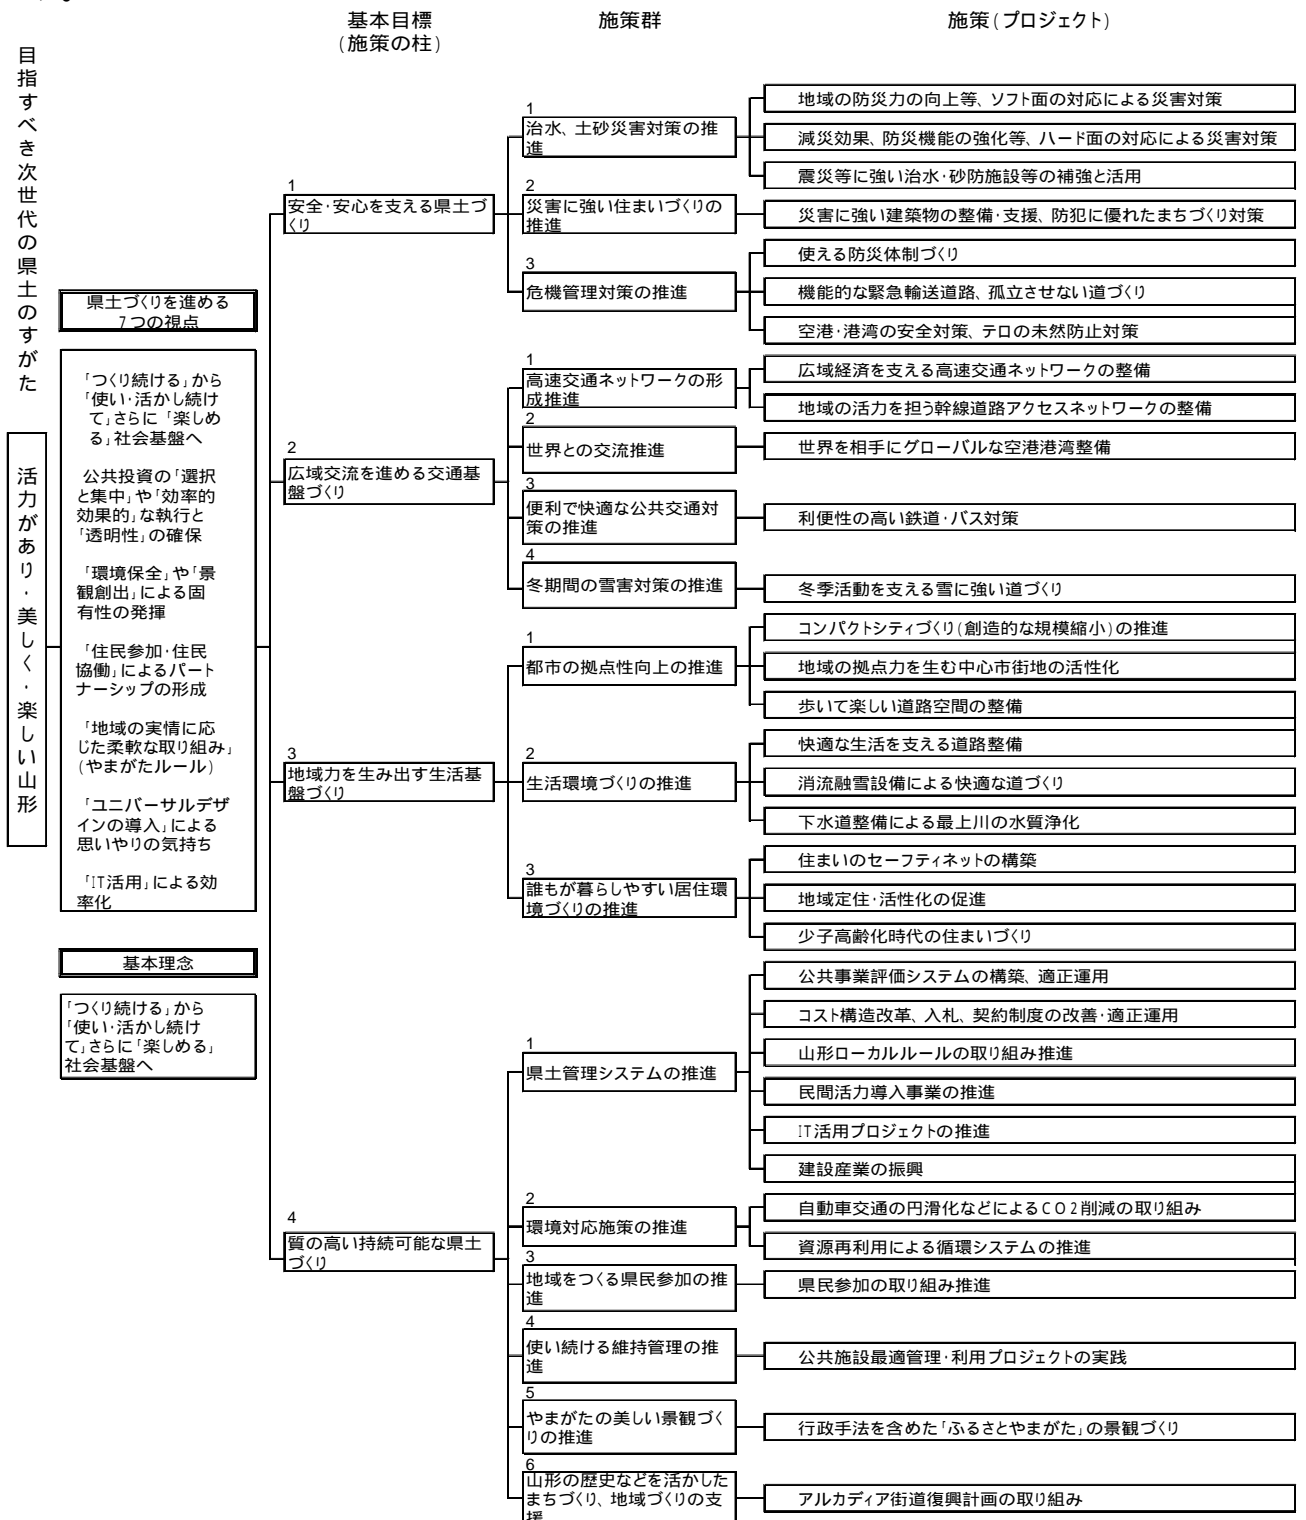 基本目標
(施策の柱)
施策群
施策(プロジェクト)
目指すべき次世代の県土のすがた
活力があり・美しく・楽しい山形
県土づくりを進める
7つの視点
「つくり続ける」から
「使い・活かし続け
て」さらに「楽しめ
る」社会基盤へ
公共投資の「選択
と集中」や「効率的
効果的」な執行と
「透明性」の確保
「環境保全」や「景
観創出」による固
有性の発揮
「住民参加・住民
協働」によるパート
ナーシップの形成
「地域の実情に応
じた柔軟な取り組み」
(やまがたルール)
「ユニバーサルデザ
インの導入」による
思いやりの気持ち
「IT活用」による効
率化
基本理念
「つくり続ける」から
「使い・活かし続け
て」さらに「楽しめる」
社会基盤へ
1
安全・安心を支える県土づ
くり
1
治水、土砂災害対策の推
進
地域の防災力の向上等、ソフト面の対応による災害対策
減災効果、防災機能の強化等、ハード面の対応による災害対策
震災等に強い治水・砂防施設等の補強と活用
2
災害に強い住まいづくりの
推進
災害に強い建築物の整備・支援、防犯に優れたまちづくり対策
3
危機管理対策の推進
使える防災体制づくり
機能的な緊急輸送道路、孤立させない道づくり
空港・港湾の安全対策、テロの未然防止対策
2
広域交流を進める交通基
盤づくり
1
高速交通ネットワークの形
成推進
広域経済を支える高速交通ネットワークの整備
地域の活力を担う幹線道路アクセスネットワークの整備
2
世界との交流推進
世界を相手にグローバルな空港港湾整備
3
便利で快適な公共交通対
策の推進
利便性の高い鉄道・バス対策
4
冬期間の雪害対策の推進
冬季活動を支える雪に強い道づくり
3
地域力を生み出す生活基
盤づくり
1
都市の拠点性向上の推進
コンパクトシティづくり(創造的な規模縮小)の推進
地域の拠点力を生む中心市街地の活性化
歩いて楽しい道路空間の整備
2
生活環境づくりの推進
快適な生活を支える道路整備
消流融雪設備による快適な道づくり
下水道整備による最上川の水質浄化
3
誰もが暮らしやすい居住環
境づくりの推進
住まいのセーフティネットの構築
地域定住・活性化の促進
少子高齢化時代の住まいづくり
4
質の高い持続可能な県土
づくり
1
県土管理システムの推進
公共事業評価システムの構築、適正運用
コスト構造改革、入札、契約制度の改善・適正運用
山形ローカルルールの取り組み推進
民間活力導入事業の推進
IT活用プロジェクトの推進
建設産業の振興
2
環境対応施策の推進
自動車交通の円滑化などによるCO2削減の取り組み
資源再利用による循環システムの推進
3
地域をつくる県民参加の推
進
県民参加の取り組み推進
4
使い続ける維持管理の推
進
公共施設最適管理・利用プロジェクトの実践
5
やまがたの美しい景観づく
りの推進
行政手法を含めた「ふるさとやまがた」の景観づくり
6
山形の歴史などを活かした
まちづくり、地域づくりの支
援
アルカディア街道復興計画の取り組み